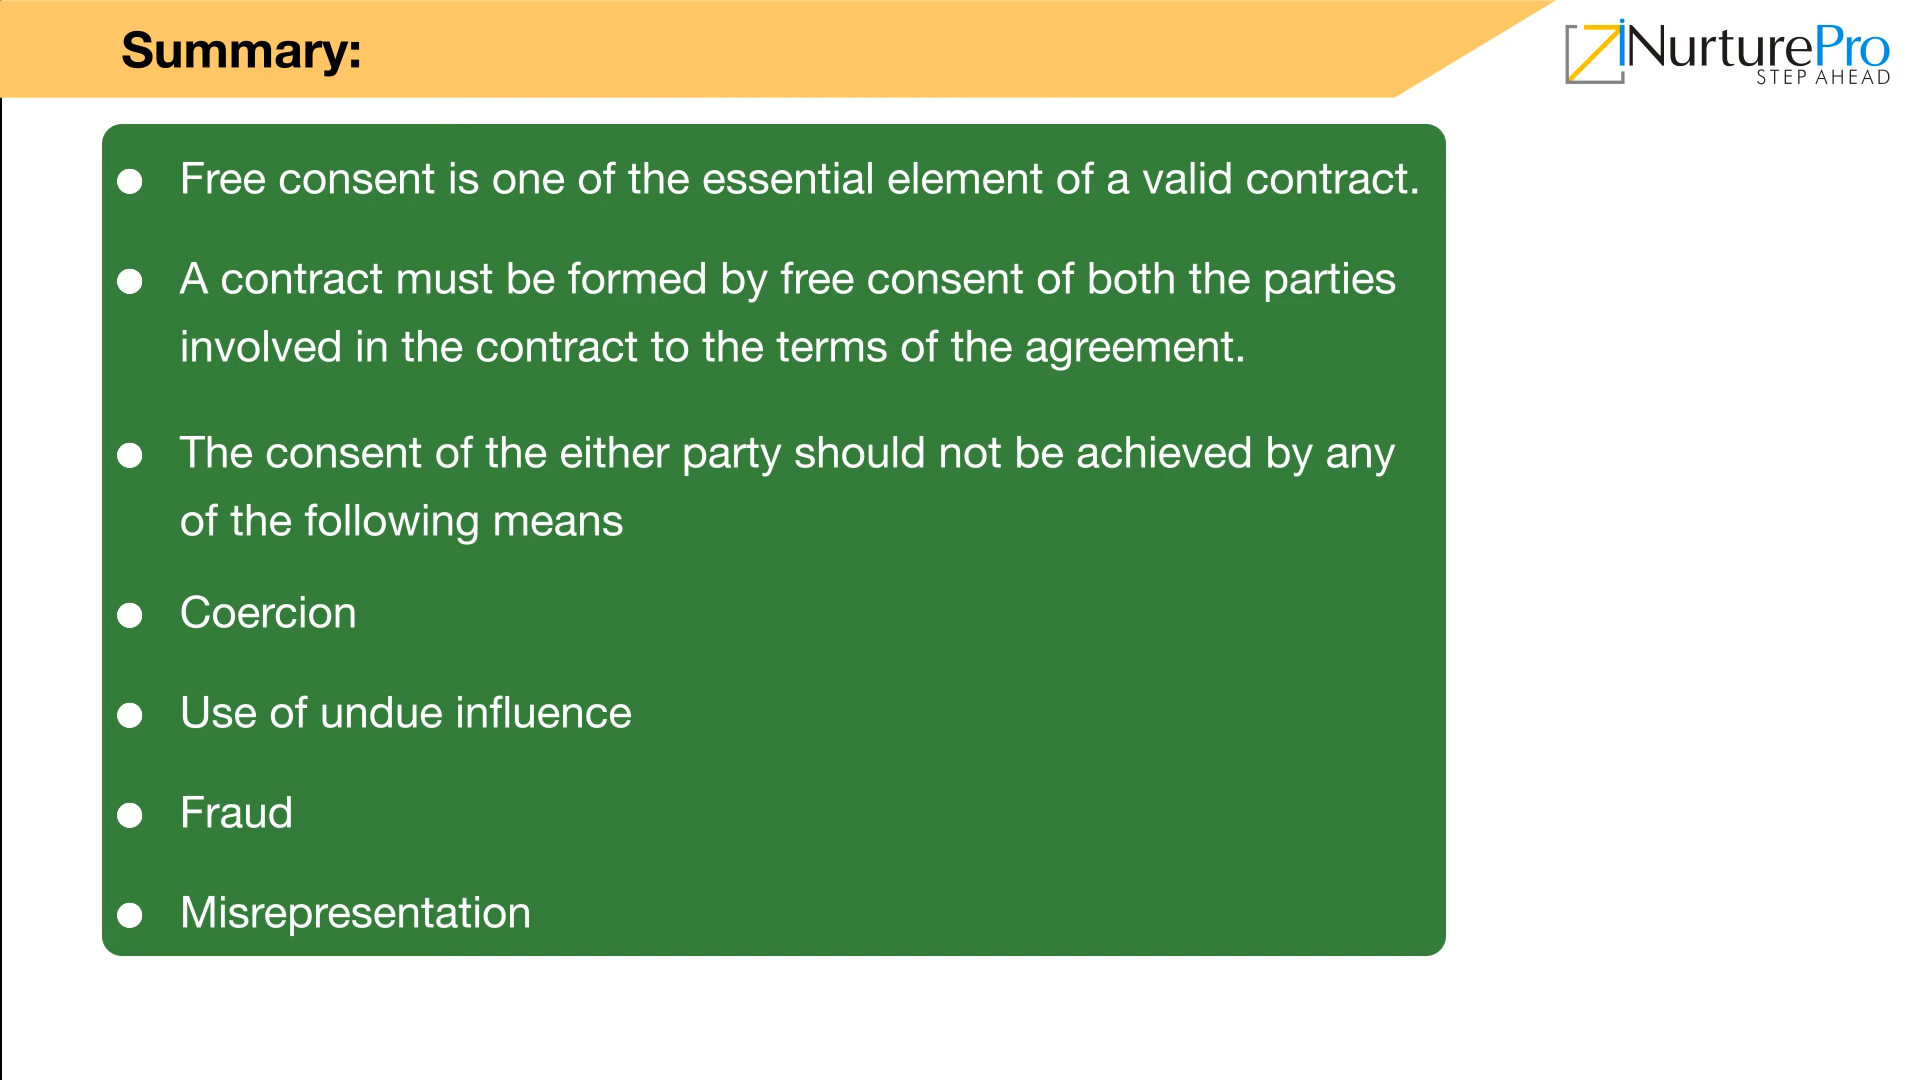 Summary:
iNurturePro
STEP AHEAD
● Free consent is one of the essential element of a valid contract.
● A contract must be formed by free consent of both the parties
involved in the contract to the terms of the agreement.
● The consent of the either party should not be achieved by any
of the following means
● Coercion
● Use of undue influence
● Fraud
● Misrepresentation